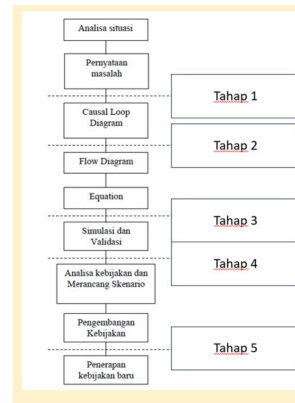 Analisa situasi
Pernyataan
masalah
Tahap 1
Causal Loop
Diagram
Tahap 2
Flow Diagram
Equation
Tahap 3
Simulasi dan
Validasi
Tahap 4
Analisa kebijakan dan
Merancang Skenario
Pengembangan
Kebijakan
Tahap 5
Penerapan
kebijakan baru